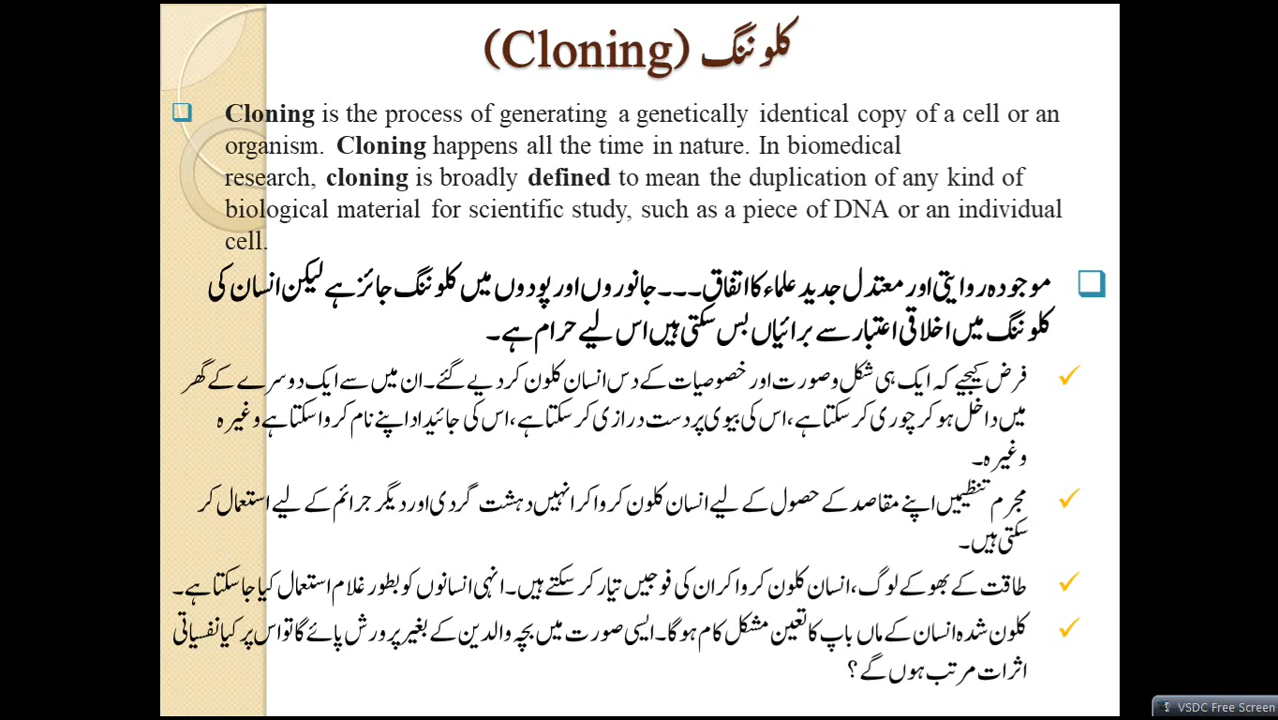 کلوننگ (Cloning)
Cloning is the process of generating a genetically identical copy of a cell or an
organism. Cloning happens all the time in nature. In biomedical
research, cloning is broadly defined to mean the duplication of any kind of
biological material for scientific study, such as a piece of DNA or an individual
cell.
موجودہ روایتی اور معتدل جدید علماء کا اتفاق۔۔۔ جانوروں اور پودوں میں کلوننگ جائز ہے لیکن انسان کی
کلوننگ میں اخلاقی اعتبار سے برائیاں بس سکتی ہیں اس لیے حرام ہے۔
فرض کیجیے کہ ایک ہی شکل و صورت اور خصوصیات کے دس انسان کلون کر دیے گئے۔ ان میں سے ایک دوسرے کے گھر
میں داخل ہو کر چوری کر سکتا ہے، اس کی بیوی پر دست درازی کر سکتا ہے، اس کی جائیداد اپنے نام کروا سکتا ہے وغیرہ
وغیرہ۔
مجرم تنظیمیں اپنے مقاصد کے حصول کے لیے انسان کلون کروا کر انہیں دہشت گردی اور دیگر جرائم کے لیے استعمال کر
سکتی ہیں۔
طاقت کے بھوکے لوگ، انسان کلون کروا کر ان کی فوجیں تیار کر سکتے ہیں۔ انہی انسانوں کو بطور غلام استعمال کیا جا سکتا ہے۔
کلون شدہ انسان کے ماں باپ کا تعین مشکل کام ہو گا۔ ایسی صورت میں بچہ والدین کے بغیر پرورش پائے گا تو اس پر کیا نفسیاتی
اثرات مرتب ہوں گے؟
VSDC Free Screen